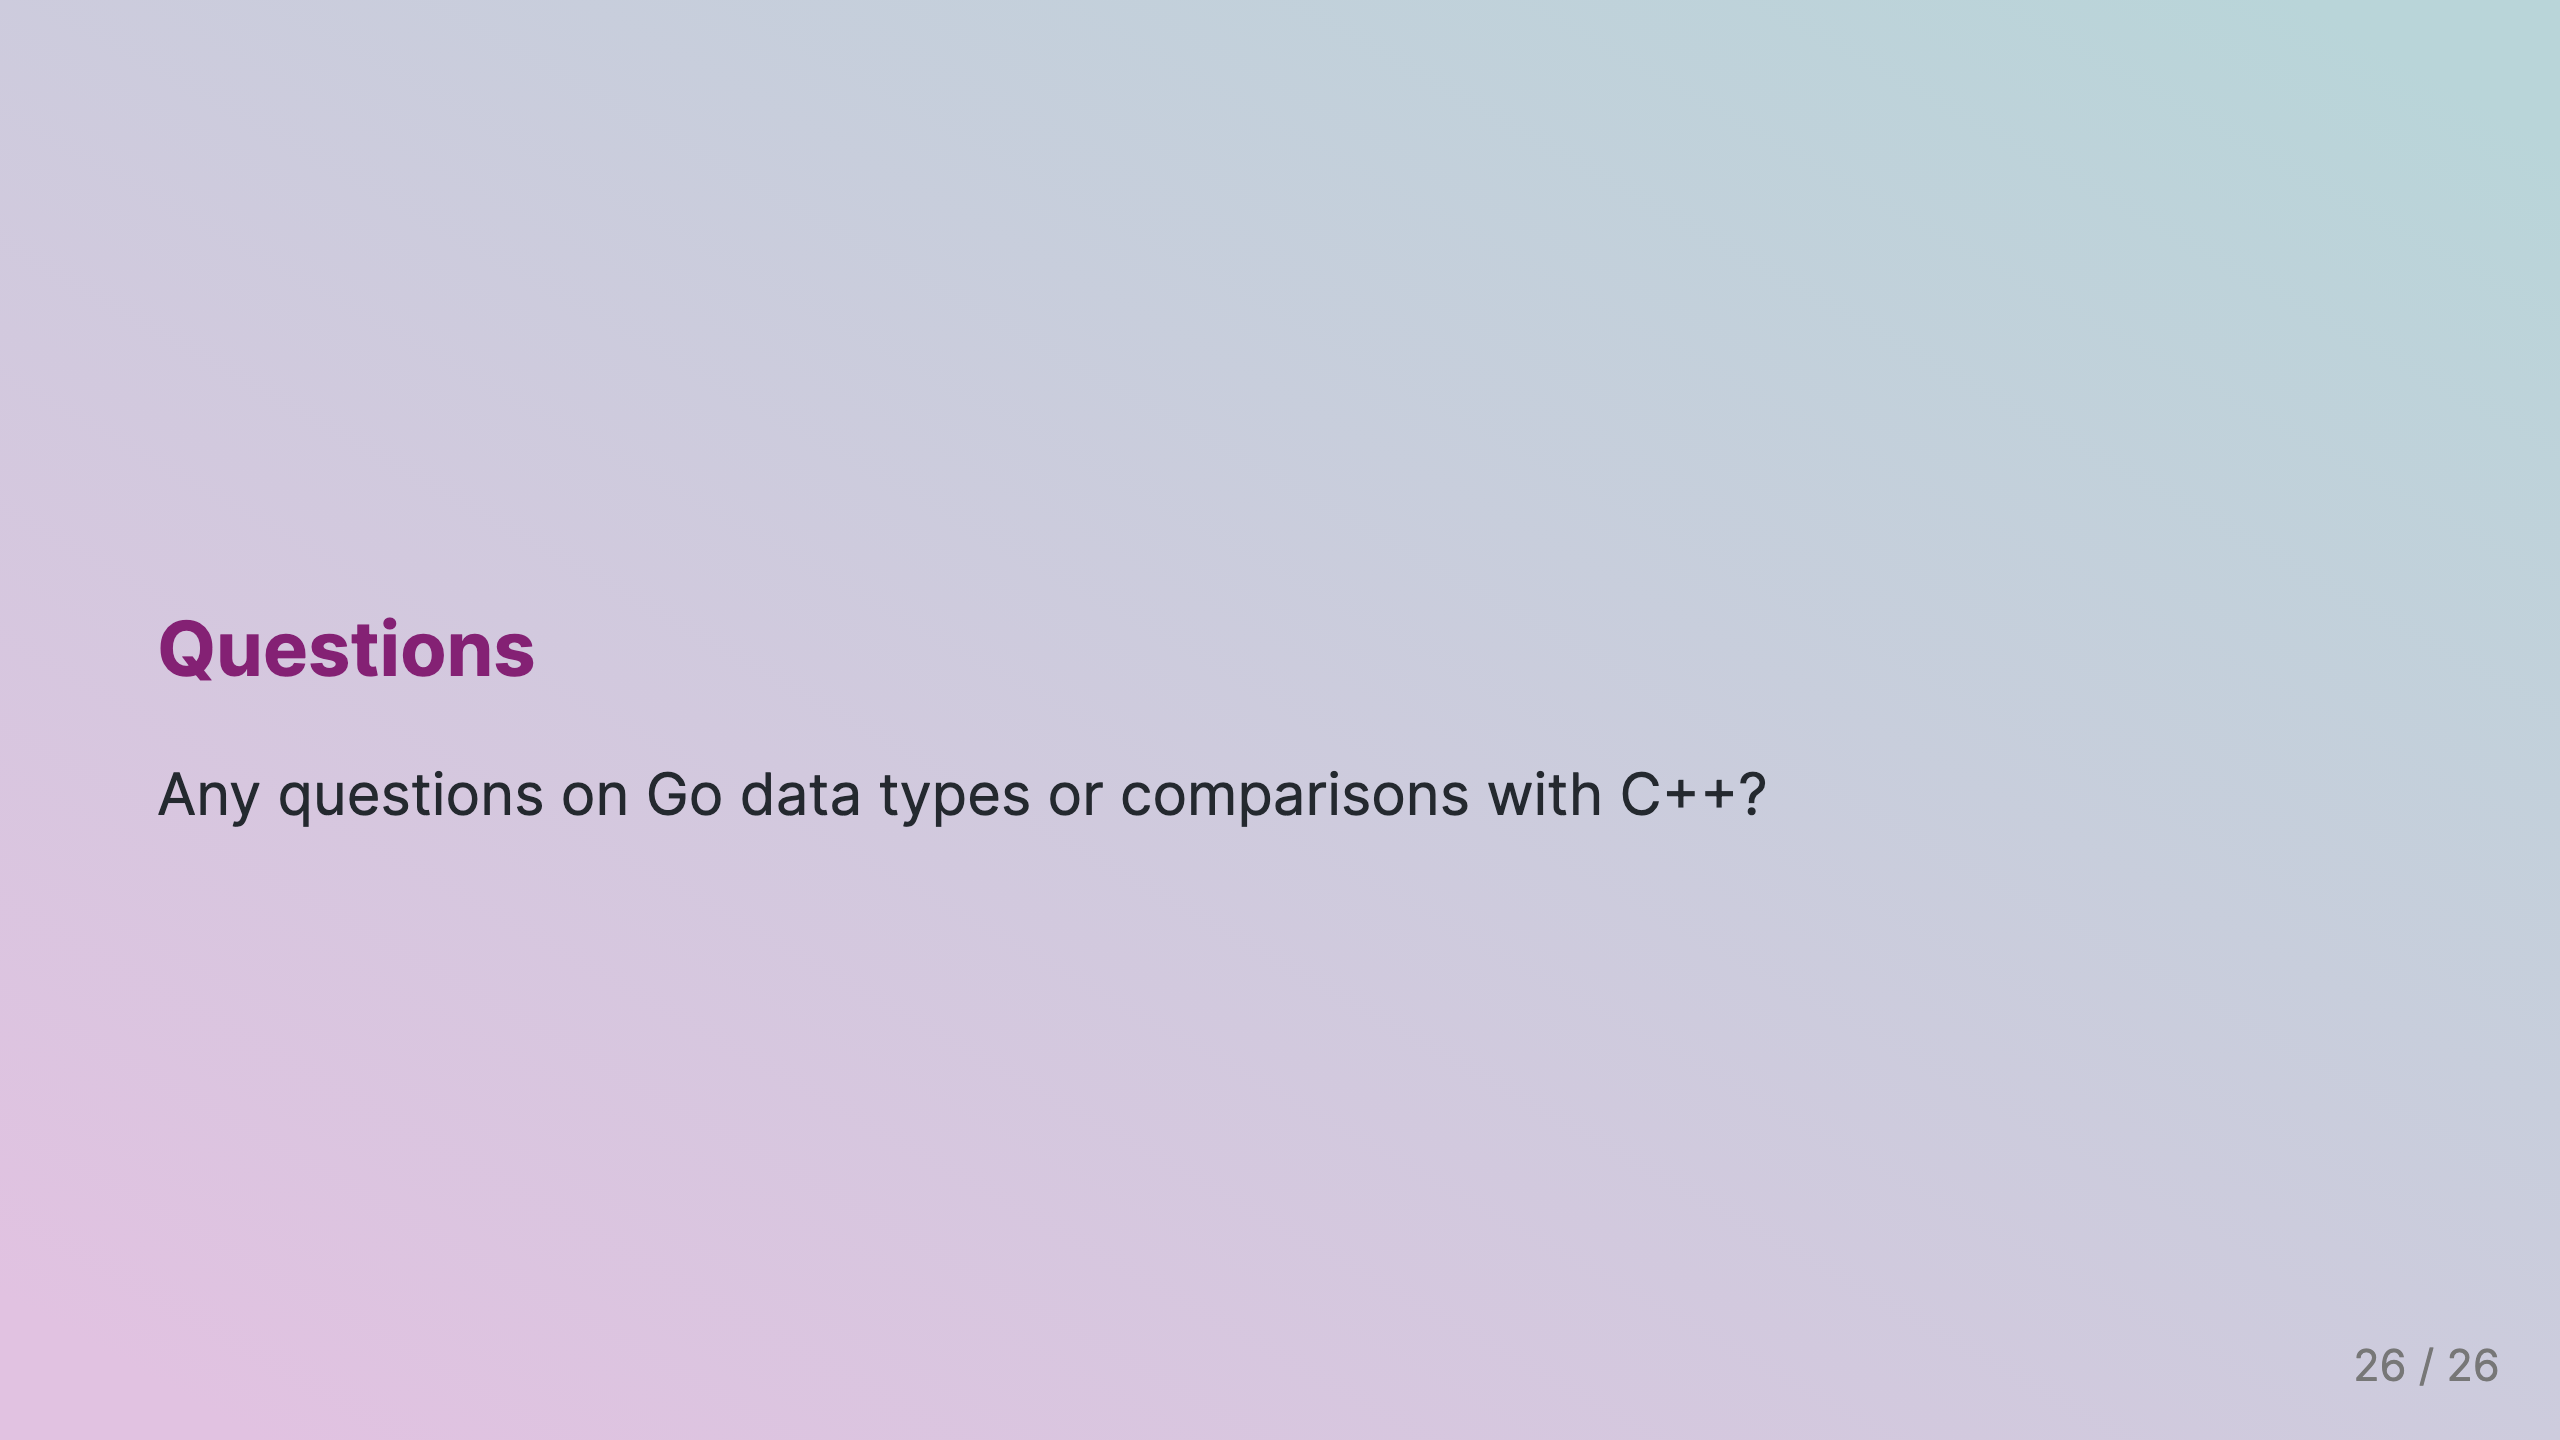 Questions
Any questions on Go data types or comparisons with C++?
26 / 26